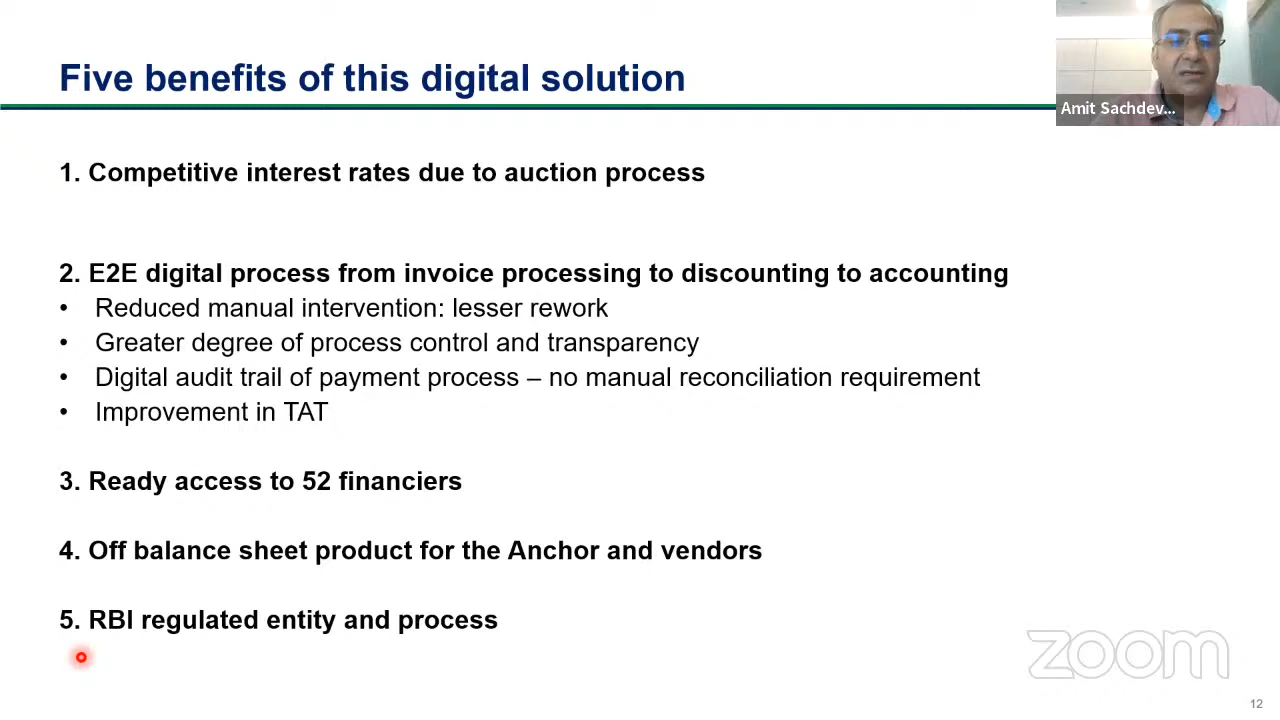 Five benefits of this digital solution
Amit Sachdev...
1. Competitive interest rates due to auction process
2. E2E digital process from invoice processing to discounting to accounting
• Reduced manual intervention: lesser rework
• Greater degree of process control and transparency
• Digital audit trail of payment process – no manual reconciliation requirement
• Improvement in TAT
3. Ready access to 52 financiers
4. Off balance sheet product for the Anchor and vendors
5. RBI regulated entity and process
zoom
12